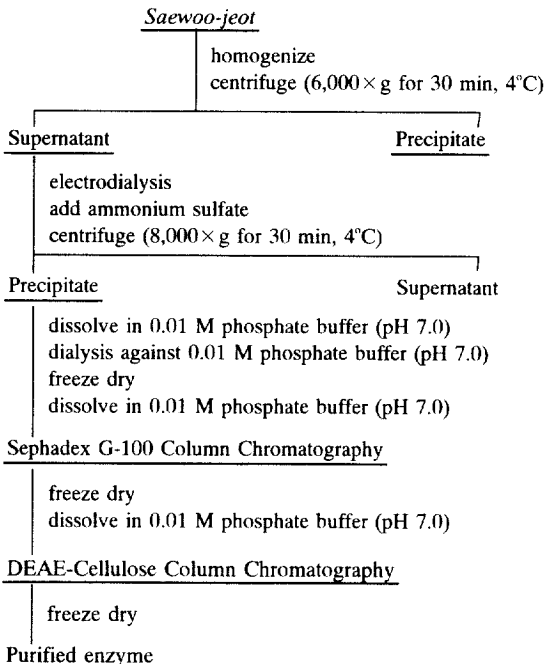 Saewoo-jeot
homogenize
centrifuge (6,000×g for 30 min, 4°C)
Supernatant
Precipitate
electrodialysis
add ammonium sulfate
centrifuge (8,000×g for 30 min, 4°C)
Precipitate
Supernatant
dissolve in 0.01 M phosphate buffer (pH 7.0)
dialysis against 0.01 M phosphate buffer (pH 7.0)
freeze dry
dissolve in 0.01 M phosphate buffer (pH 7.0)
Sephadex G-100 Column Chromatography
freeze dry
dissolve in 0.01 M phosphate buffer (pH 7.0)
DEAE-Cellulose Column Chromatography
freeze dry
Purified enzyme